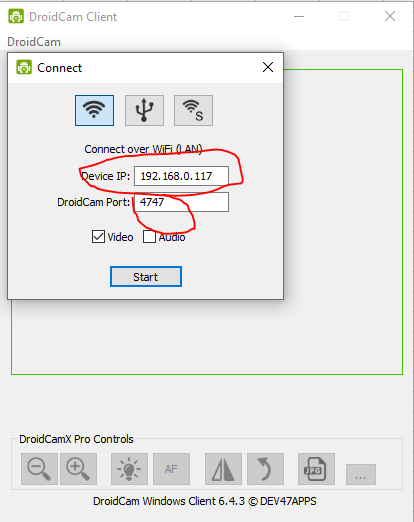 DroidCam Client
DroidCam
Connect
S
Connect over WiFi (LAN)
Device IP: 192.168.0.117
DroidCam Port: 4747
Video Audio
Start
DroidCamX Pro Controls
AF JPG ...
DroidCam Windows Client 6.4.3 © DEV47APPS